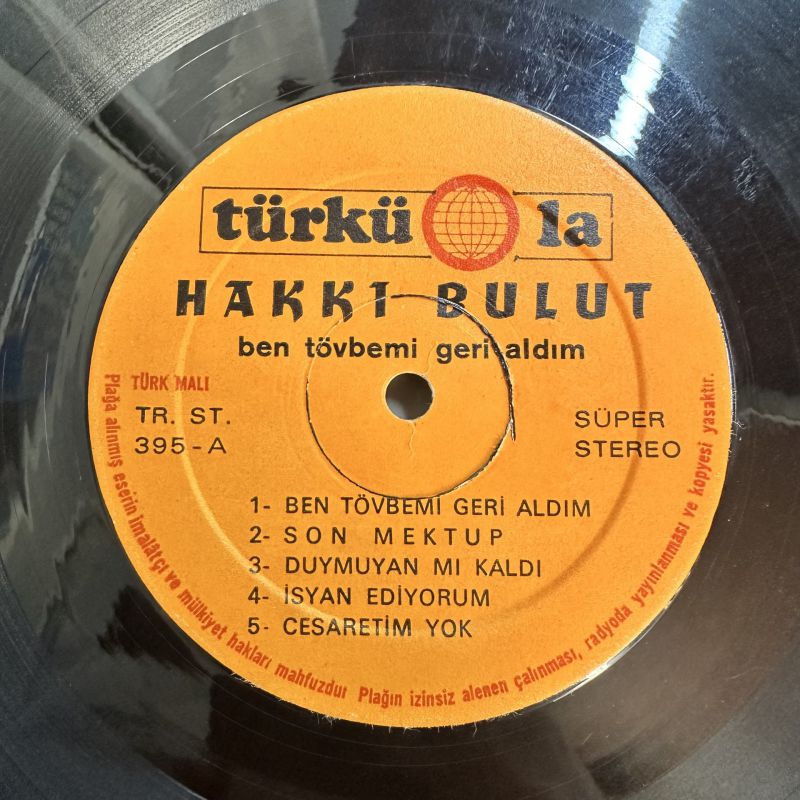 türküola
HAKKI BULUT
ben tövbemi geri aldım
TÜRK MALI
TR. ST.
395-A
SÜPER
STEREO
1- BEN TÖVBEMİ GERİ ALDIM
2- SON MEKTUP
3- DUYMUYAN MI KALDI
4- İSYAN EDİYORUM
5- CESARETİM YOK
Plağa alınmış eserin imalâtçı ve mülkiyet hakları mahfuzdur Plağın izinsiz alenen çalınması, radyoda yayınlanması ve kopyesi yasaktır.